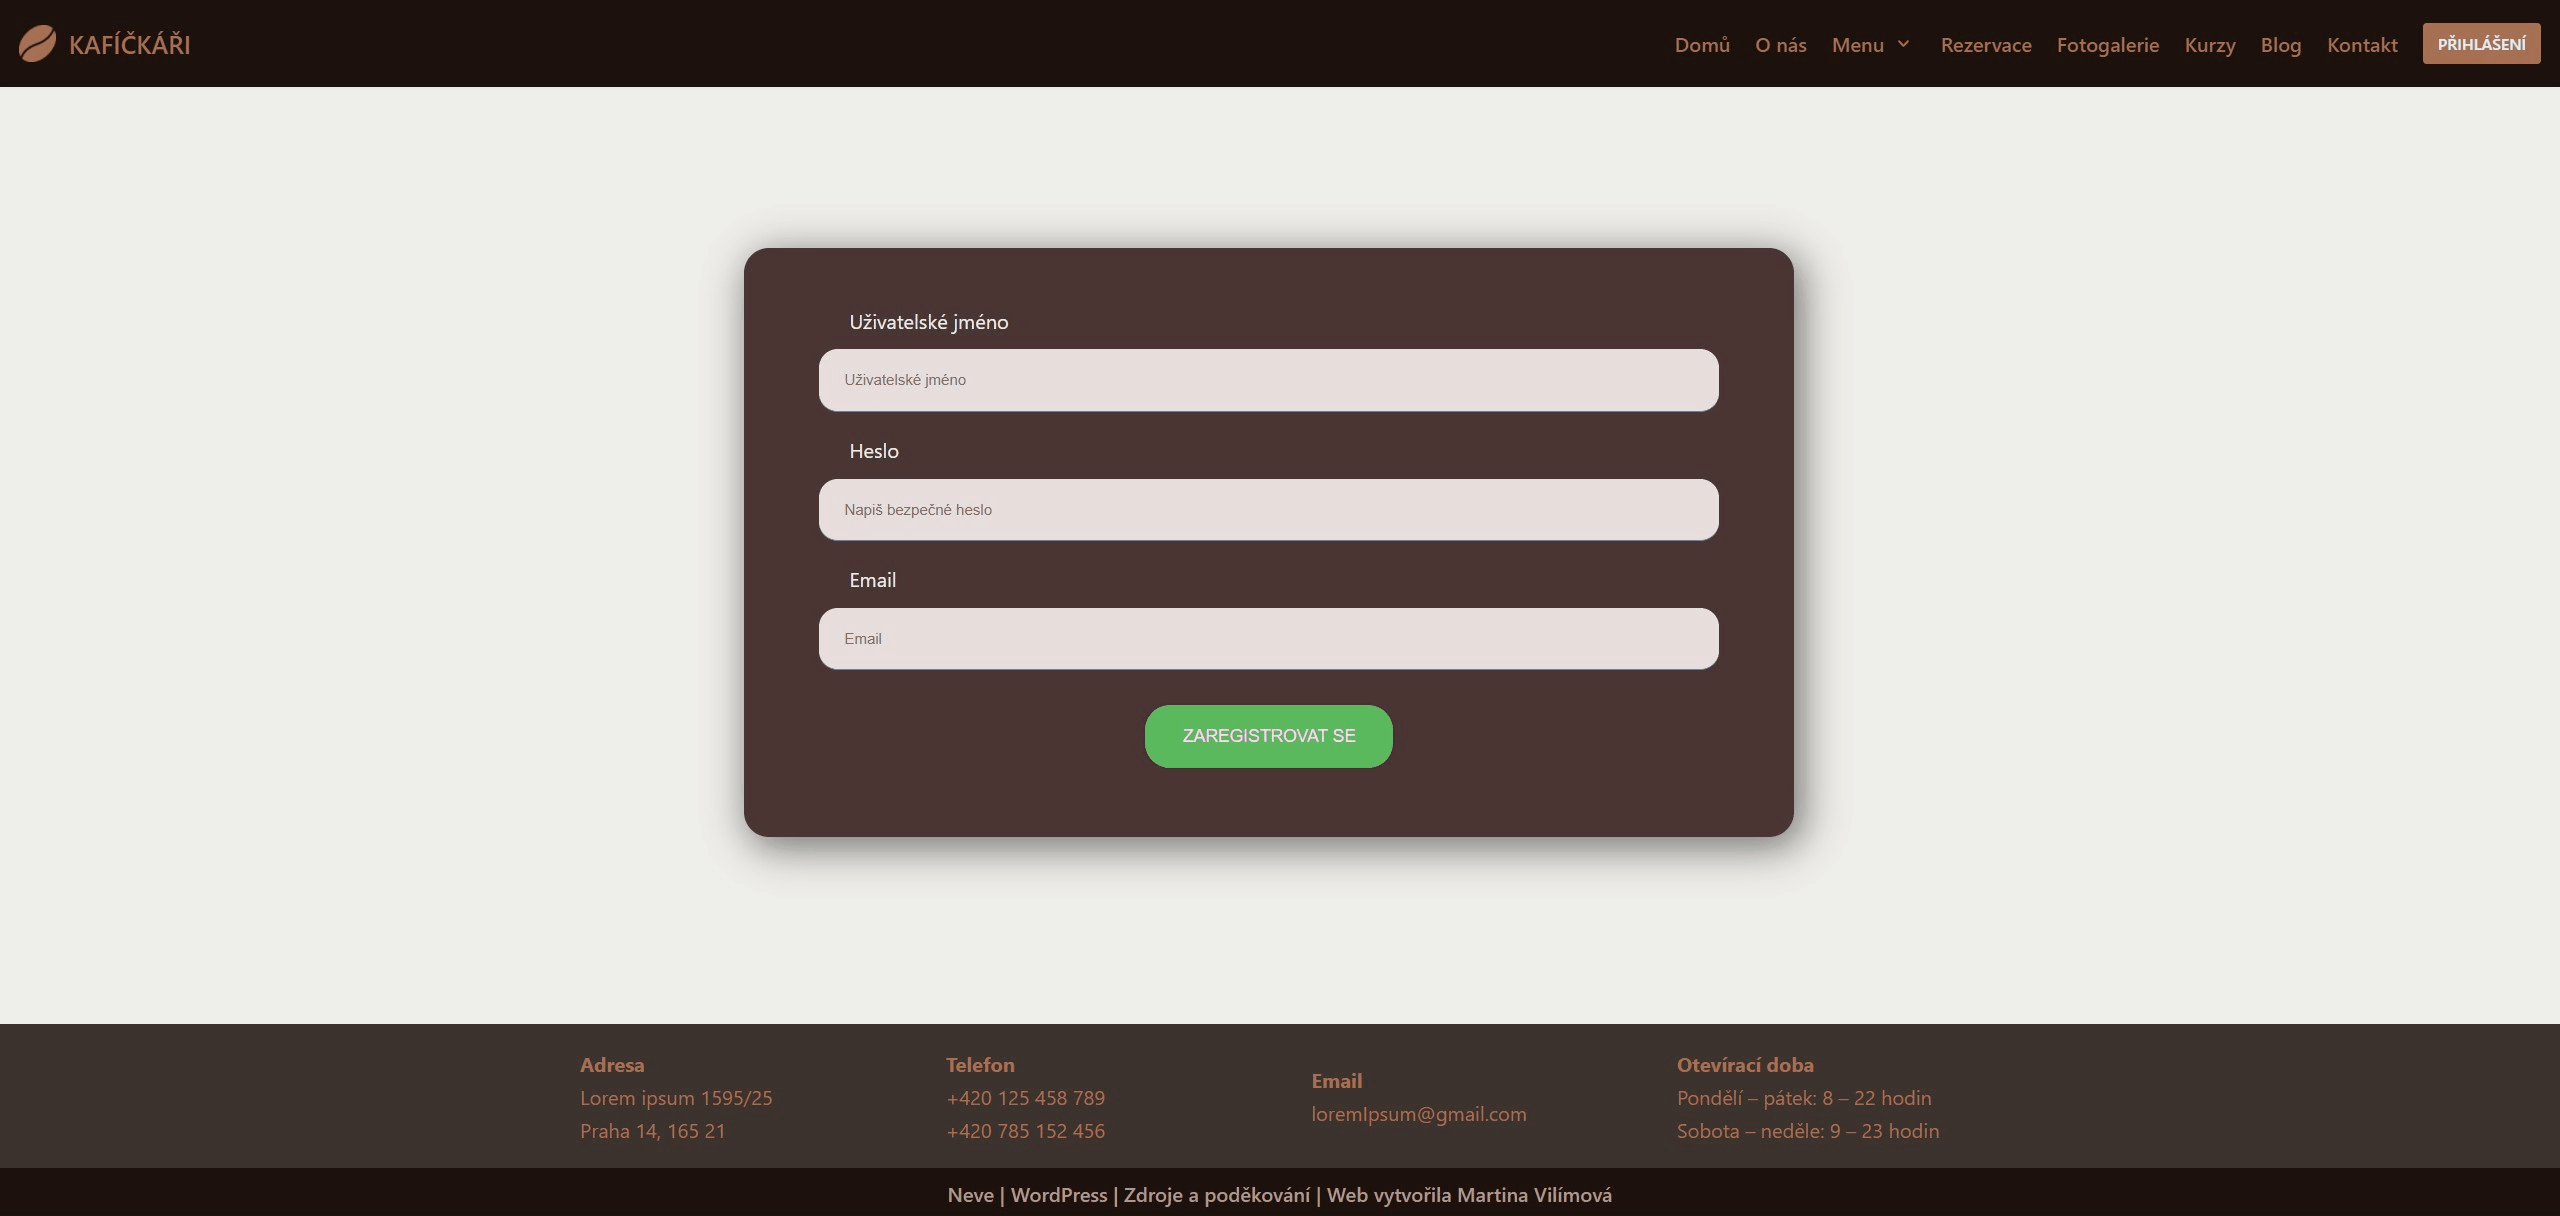 KAFÍČKÁŘI
Domů O nás Menu Rezervace Fotogalerie Kurzy Blog Kontakt PŘIHLÁŠENÍ
Uživatelské jméno
Uživatelské jméno
Heslo
Napiš bezpečné heslo
Email
Email
ZAREGISTROVAT SE
Adresa
Lorem ipsum 1595/25
Praha 14, 165 21
Telefon
+420 125 458 789
+420 785 152 456
Email
loremIpsum@gmail.com
Otevírací doba
Pondělí – pátek: 8 – 22 hodin
Sobota – neděle: 9 – 23 hodin
Neve | WordPress | Zdroje a poděkování | Web vytvořila Martina Vilímová